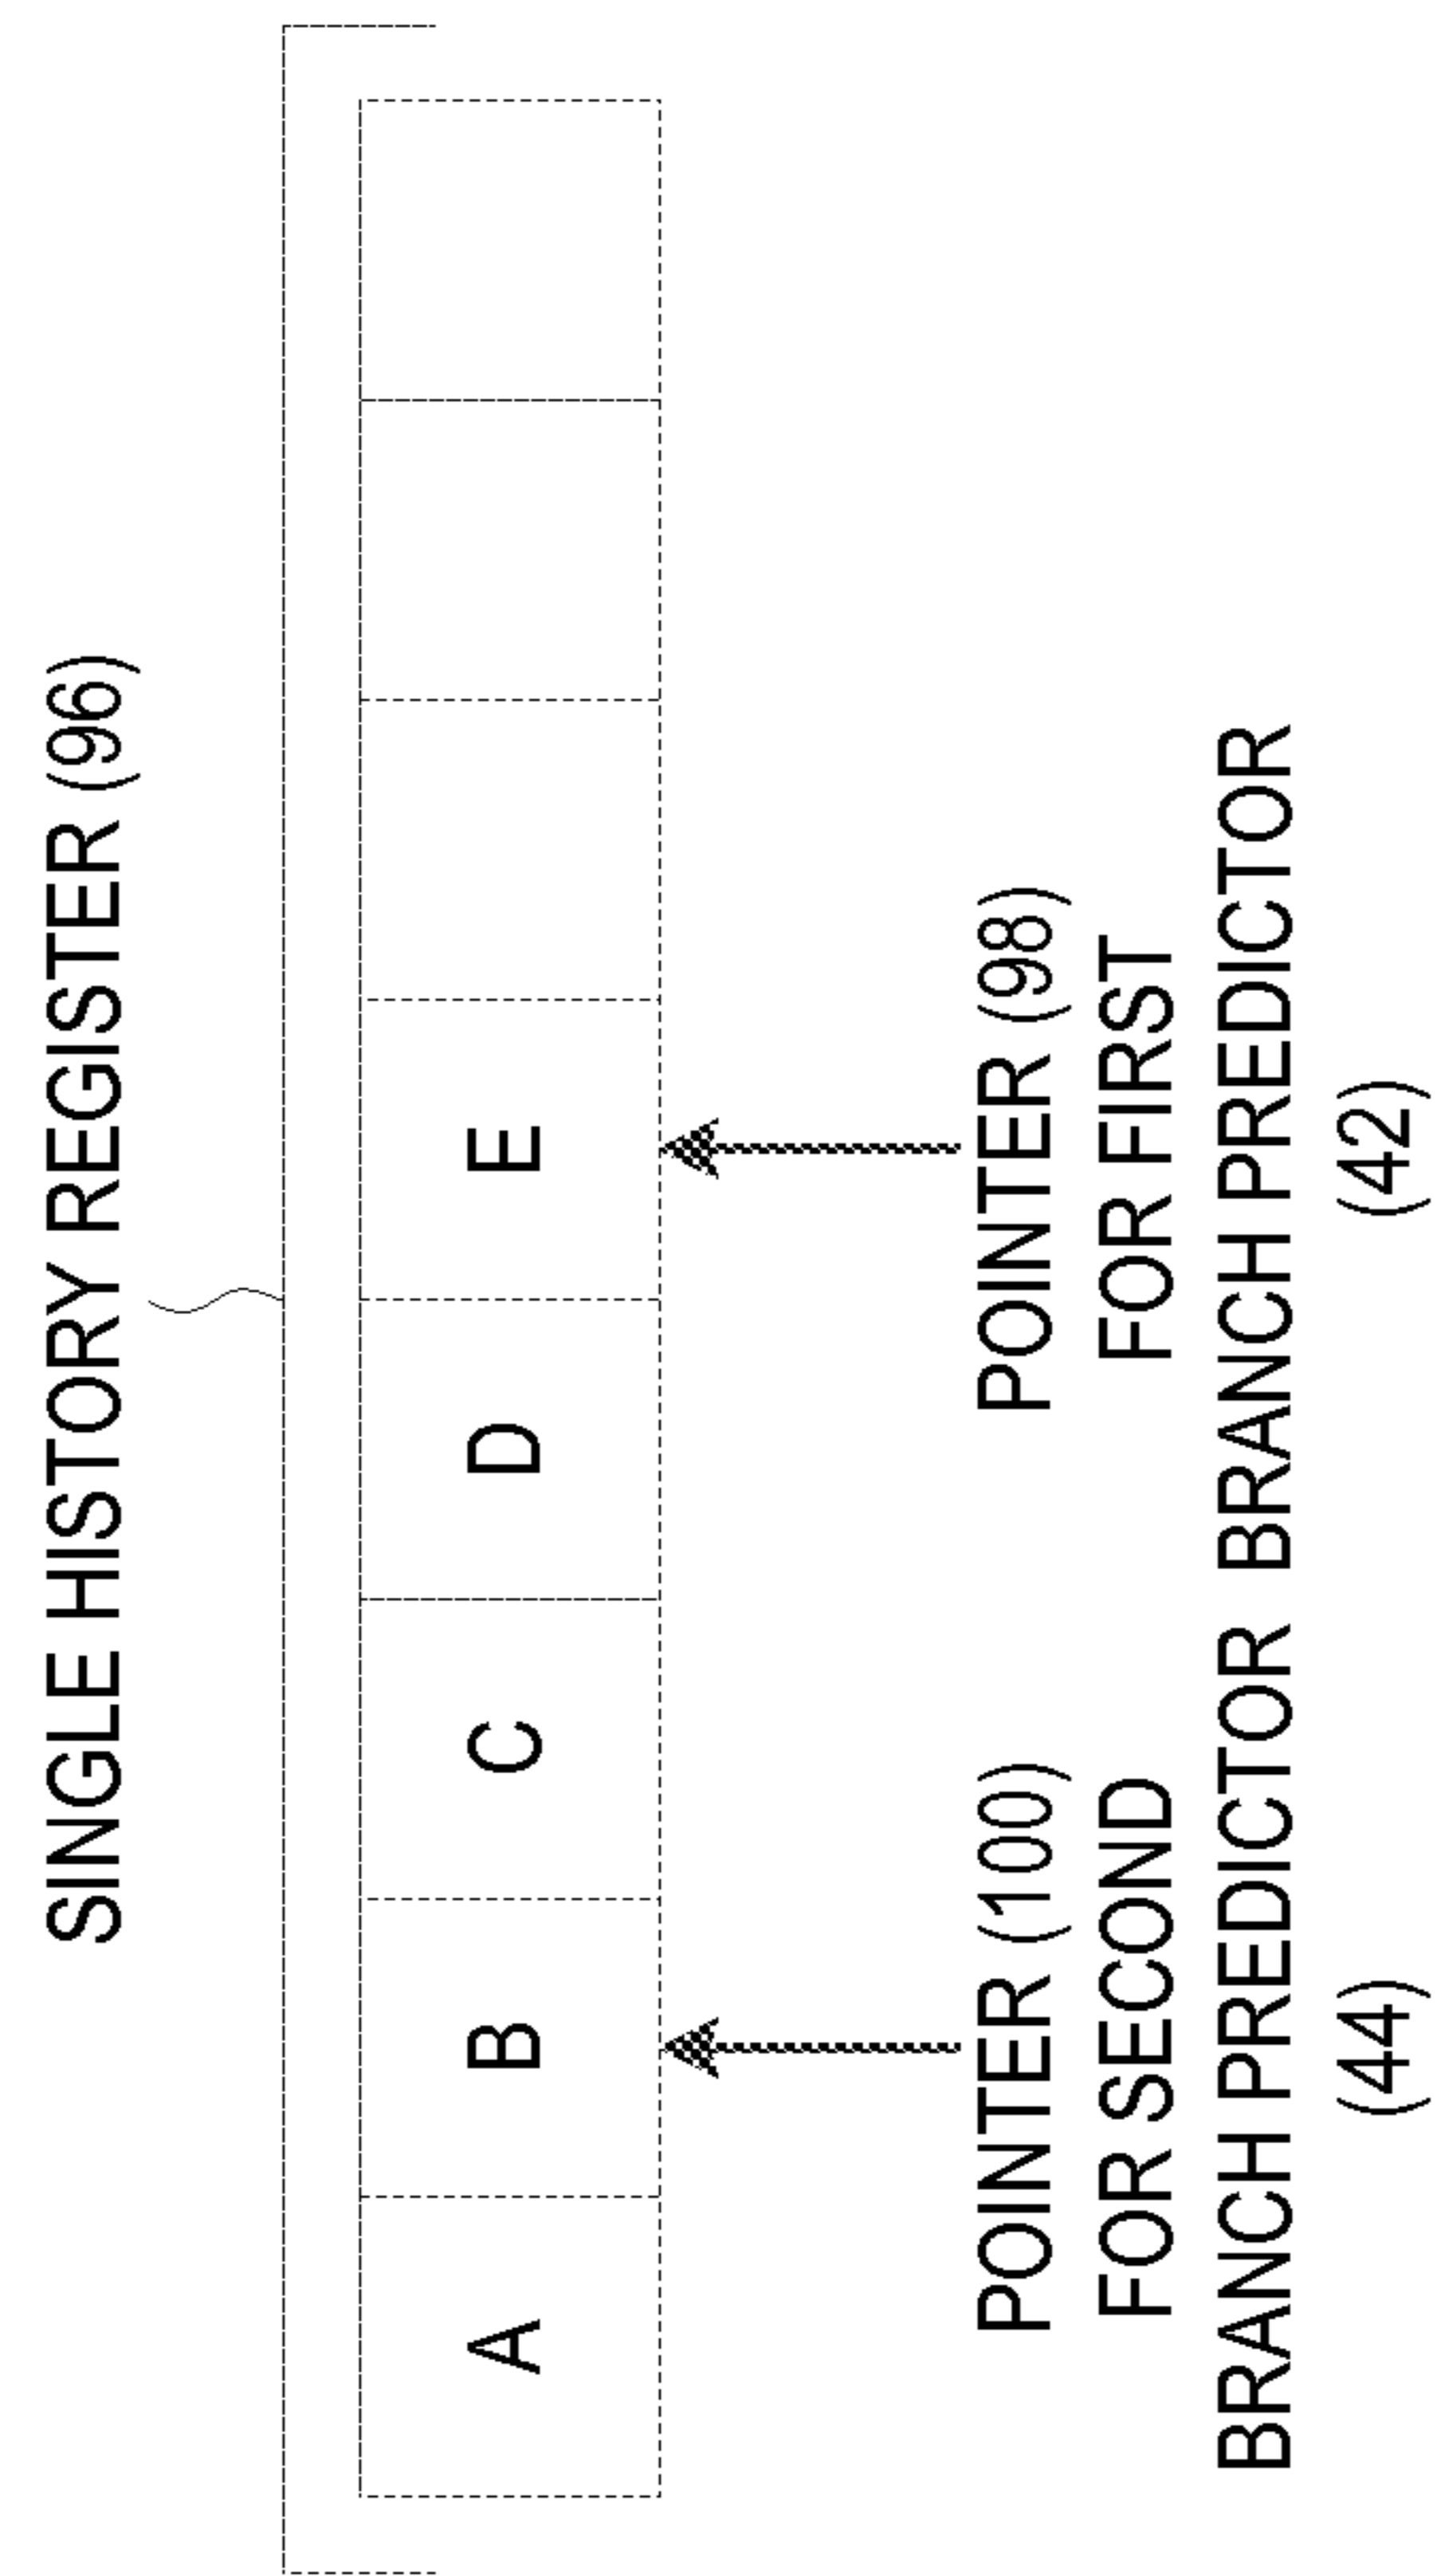 SINGLE HISTORY REGISTER (96)
A B C D E
POINTER (100)
FOR SECOND
BRANCH PREDICTOR
(44)
POINTER (98)
FOR FIRST
BRANCH PREDICTOR
(42)